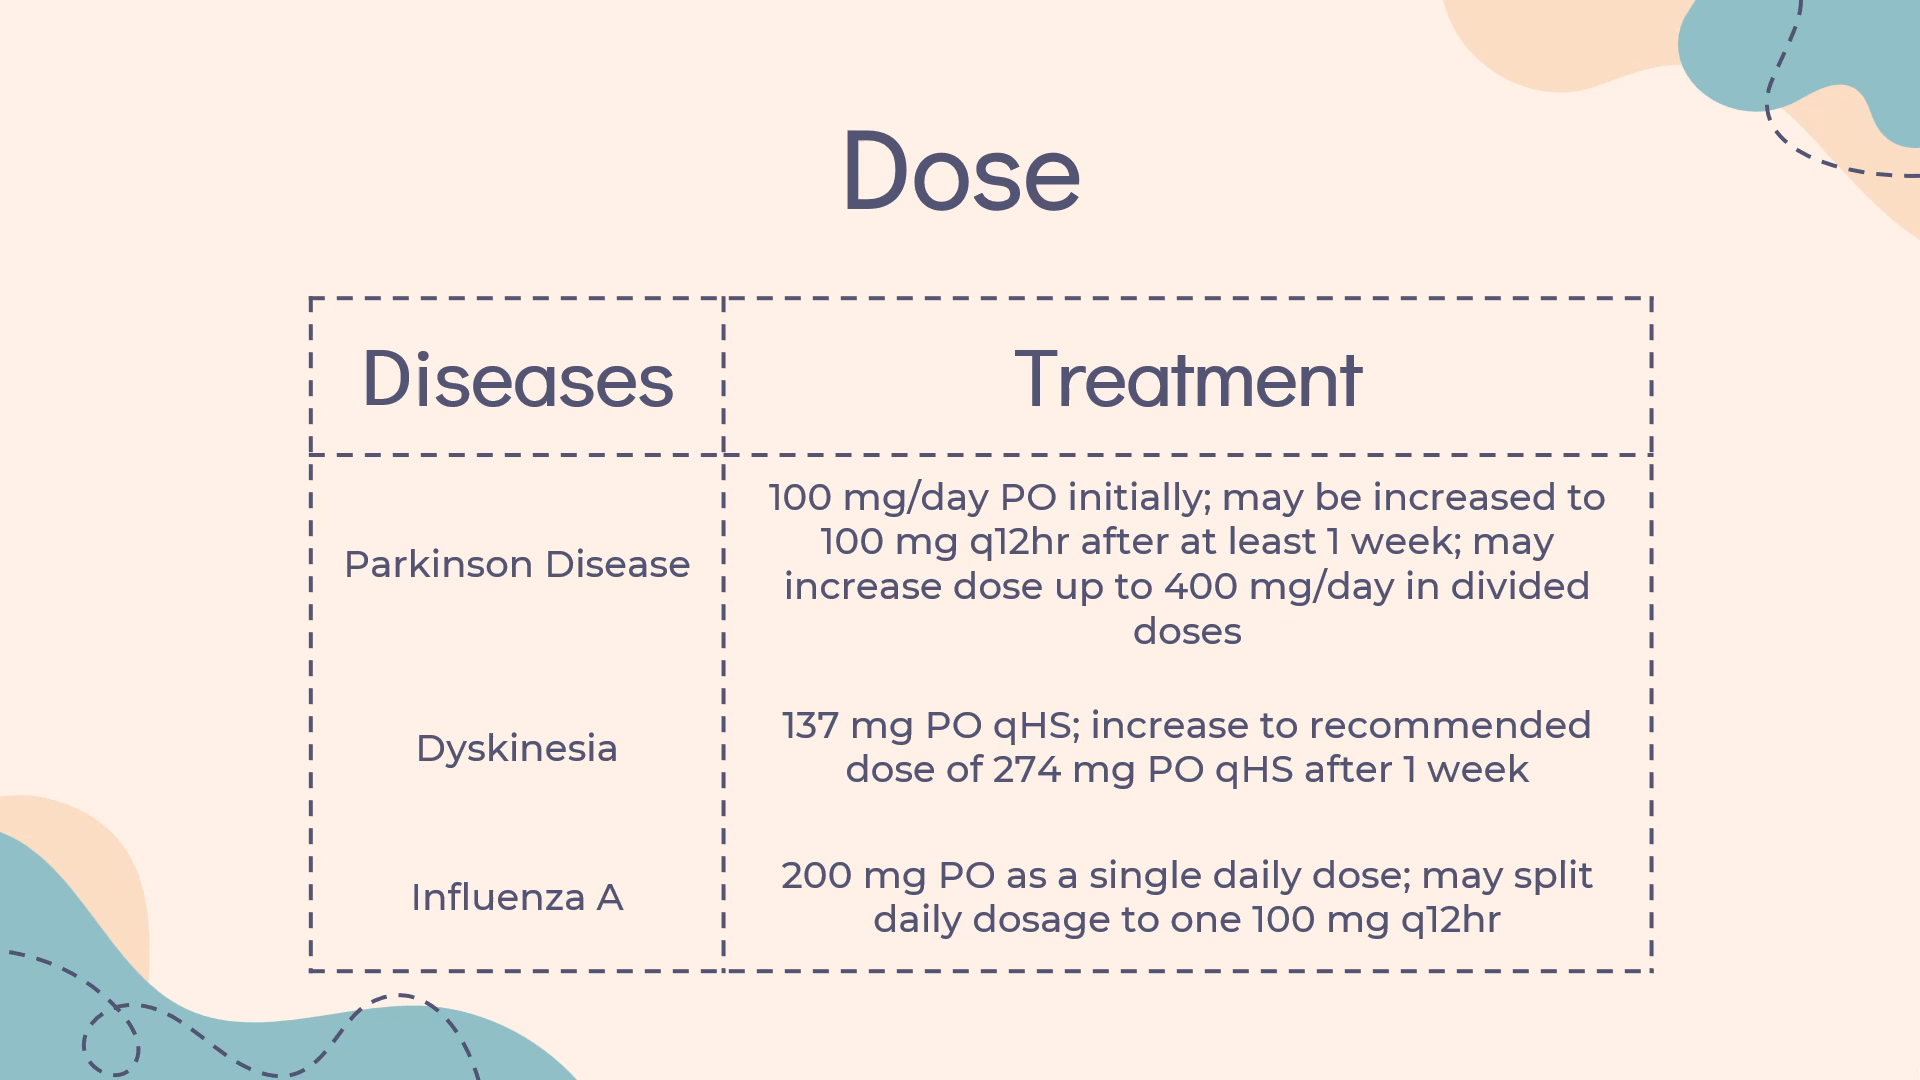 Dose
Diseases
Treatment
Parkinson Disease
100 mg/day PO initially; may be increased to
100 mg q12hr after at least 1 week; may
increase dose up to 400 mg/day in divided
doses
Dyskinesia
137 mg PO qHS; increase to recommended
dose of 274 mg PO qHS after 1 week
Influenza A
200 mg PO as a single daily dose; may split
daily dosage to one 100 mg q12hr